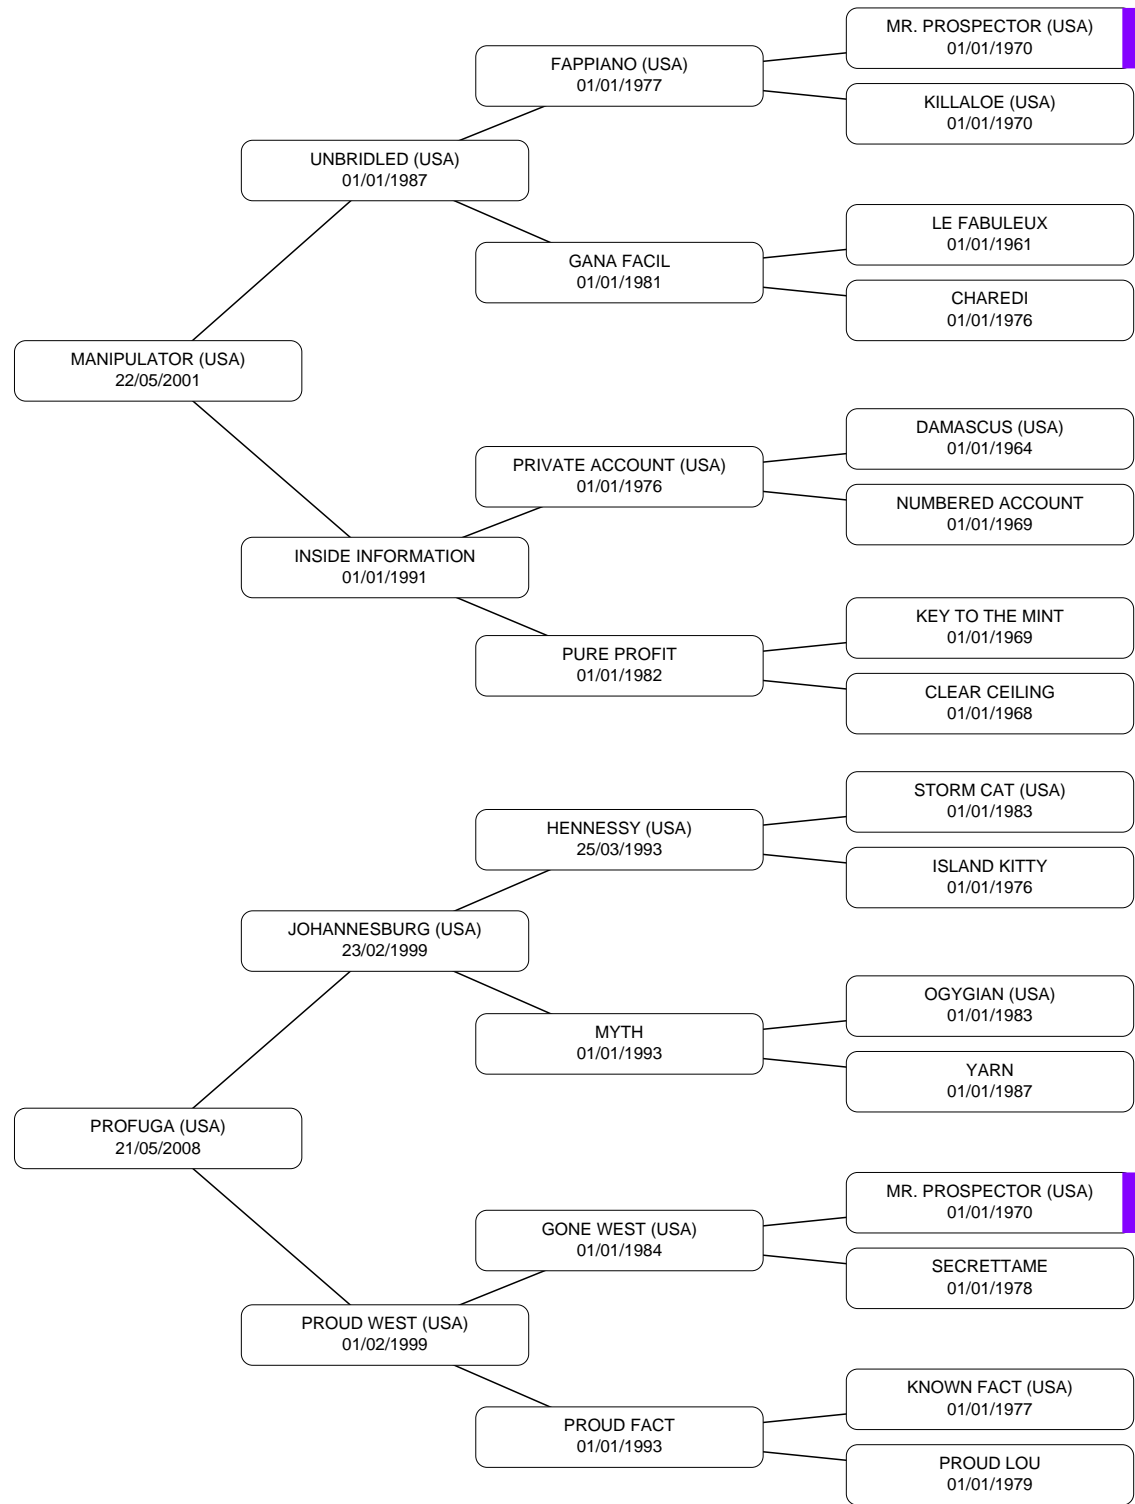 MR. PROSPECTOR (USA)
01/01/1970
FAPPIANO (USA)
01/01/1977
KILLALOE (USA)
01/01/1970
UNBRIDLED (USA)
01/01/1987
LE FABULEUX
01/01/1961
GANA FACIL
01/01/1981
CHAREDI
01/01/1976
MANIPULATOR (USA)
22/05/2001
DAMASCUS (USA)
01/01/1964
PRIVATE ACCOUNT (USA)
01/01/1976
NUMBERED ACCOUNT
01/01/1969
INSIDE INFORMATION
01/01/1991
KEY TO THE MINT
01/01/1969
PURE PROFIT
01/01/1982
CLEAR CEILING
01/01/1968
STORM CAT (USA)
01/01/1983
HENNESSY (USA)
25/03/1993
ISLAND KITTY
01/01/1976
JOHANNESBURG (USA)
23/02/1999
OGYGIAN (USA)
01/01/1983
MYTH
01/01/1993
YARN
01/01/1987
PROFUGA (USA)
21/05/2008
MR. PROSPECTOR (USA)
01/01/1970
GONE WEST (USA)
01/01/1984
SECRETTAME
01/01/1978
PROUD WEST (USA)
01/02/1999
KNOWN FACT (USA)
01/01/1977
PROUD FACT
01/01/1993
PROUD LOU
01/01/1979